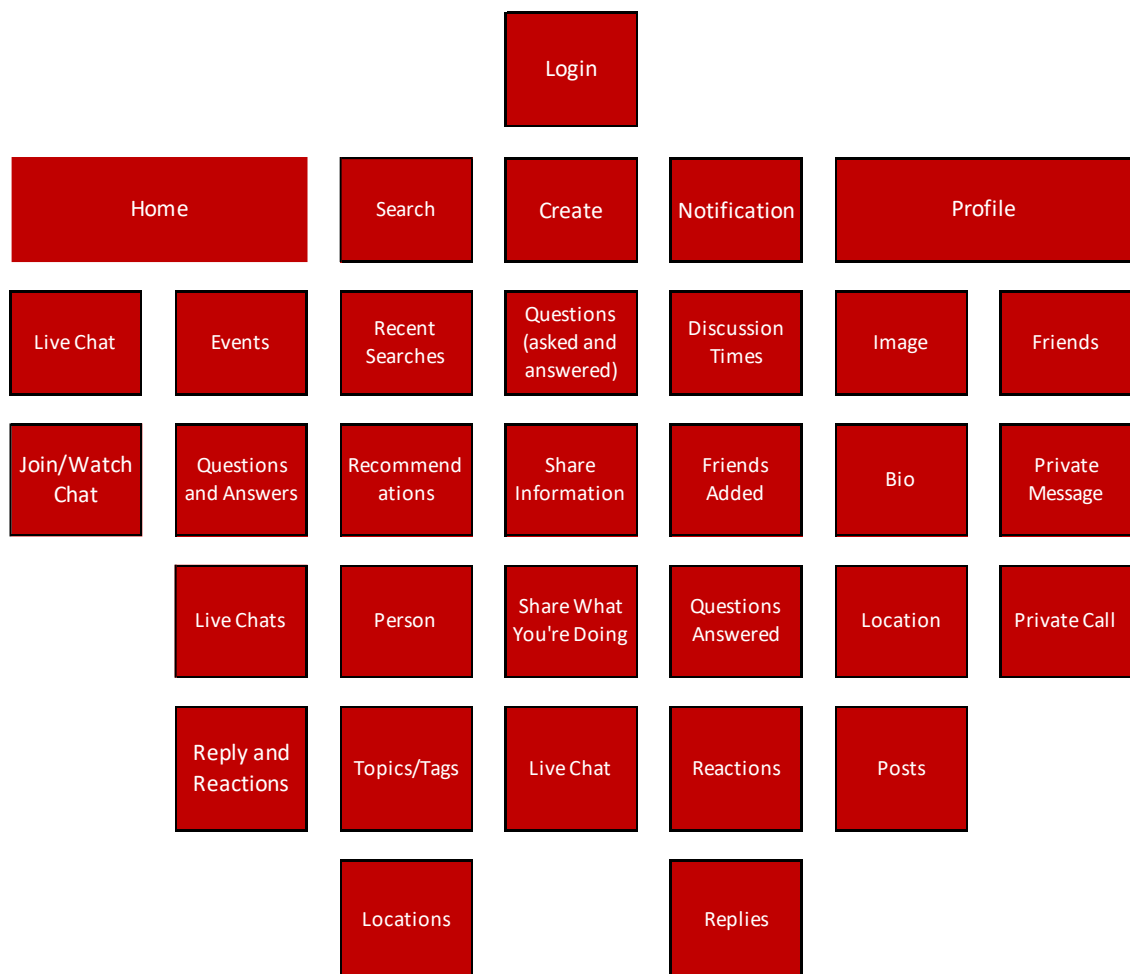 Login
Home
Search
Create
Notification
Profile
Live Chat
Events
Recent
Searches
Questions
(asked and
answered)
Discussion
Times
Image
Friends
Join/Watch
Chat
Questions
and Answers
Recommend
ations
Share
Information
Friends
Added
Bio
Private
Message
Live Chats
Person
Share What
You're Doing
Questions
Answered
Location
Private Call
Reply and
Reactions
Topics/Tags
Live Chat
Reactions
Posts
Locations
Replies